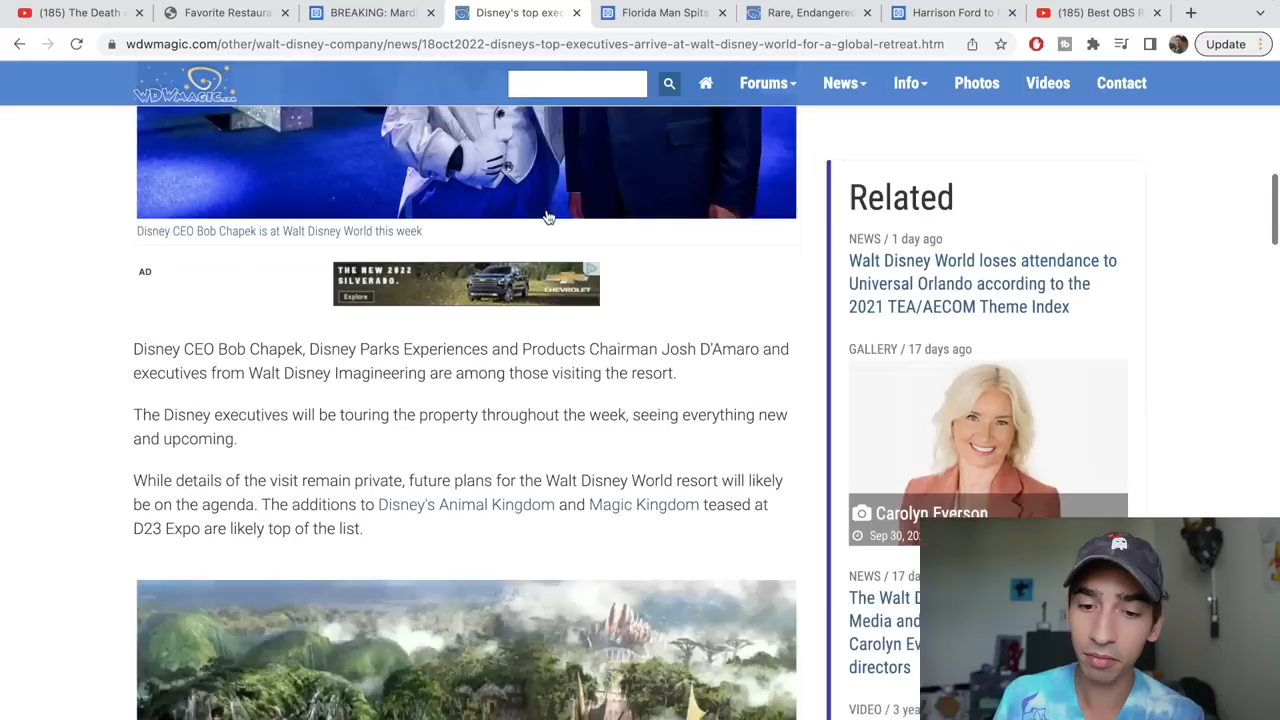 (185) The Death
Favorite Restaura
BREAKING: Mard
Disney's top exec
Florida Man Spits
Rare, Endangered
Harrison Ford to
(185) Best OBS R
wdwmagic.com/other/walt-disney-company/news/18oct2022-disneys-top-executives-arrive-at-walt-disney-world-for-a-global-retreat.htm
Update
WDWMAGIC.com
Forums
News
Info
Photos
Videos
Contact
Disney CEO Bob Chapek is at Walt Disney World this week
AD
THE NEW 2022
SILVERADO.
Explore
CHEVROLET
Disney CEO Bob Chapek, Disney Parks Experiences and Products Chairman Josh D'Amaro and
executives from Walt Disney Imagineering are among those visiting the resort.
The Disney executives will be touring the property throughout the week, seeing everything new
and upcoming.
While details of the visit remain private, future plans for the Walt Disney World resort will likely
be on the agenda. The additions to Disney's Animal Kingdom and Magic Kingdom teased at
D23 Expo are likely top of the list.
Related
NEWS / 1 day ago
Walt Disney World loses attendance to
Universal Orlando according to the
2021 TEA/AECOM Theme Index
GALLERY / 17 days ago
Carolyn Everson
Sep 30, 20
NEWS / 17 da
The Walt D
Media and
Carolyn Ev
directors
VIDEO / 3 yea